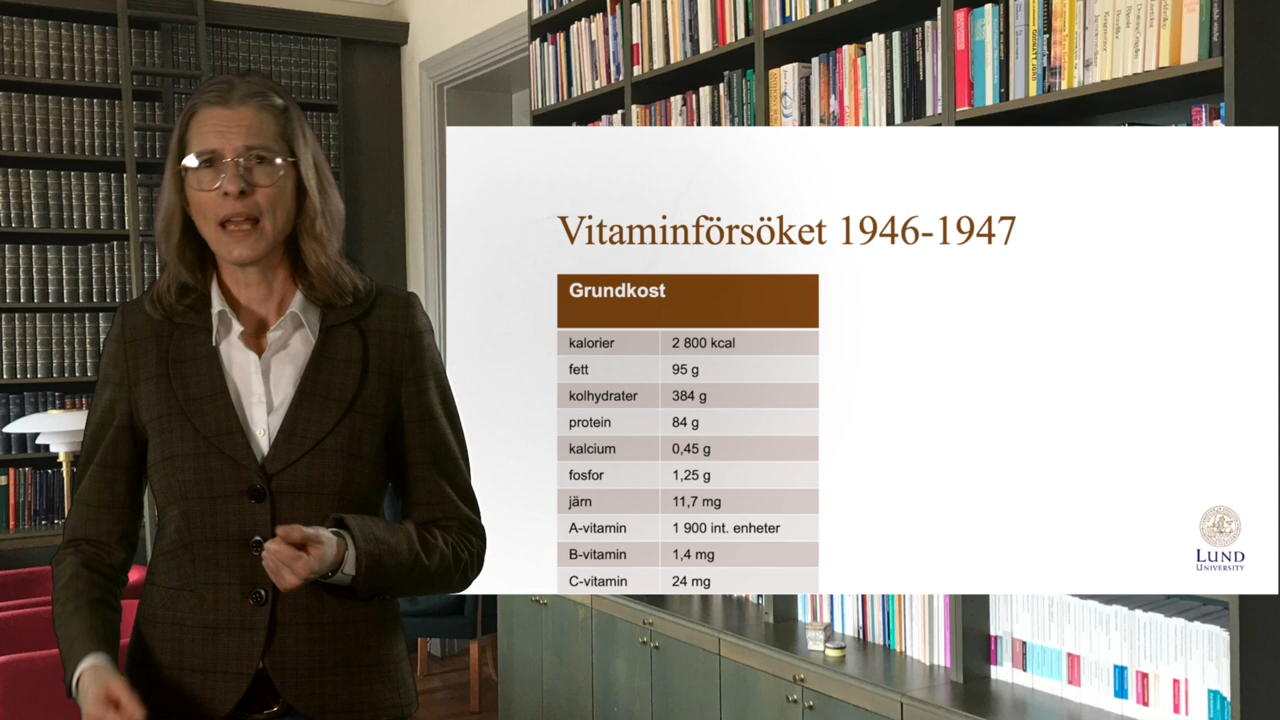 Vitaminförsöket 1946-1947
Grundkost
kalorier 2 800 kcal
fett 95 g
kolhydrater 384 g
protein 84 g
kalcium 0,45 g
fosfor 1,25 g
järn 11,7 mg
A-vitamin 1 900 int. enheter
B-vitamin 1,4 mg
C-vitamin 24 mg
LUND
UNIVERSITY